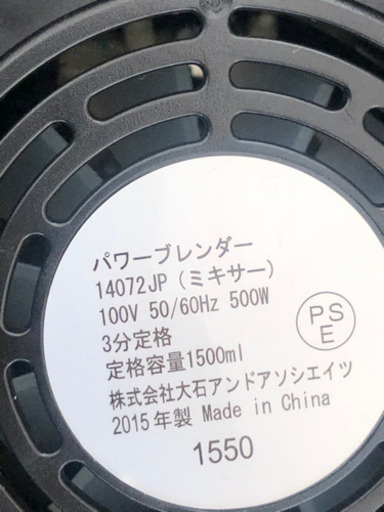 パワーブレンダー
14072JP（ミキサー）
100V 50/60Hz 500W
3分定格
定格容量1500ml
株式会社大石アンドアソシエイツ
2015年製 Made in China
1550
PS
E